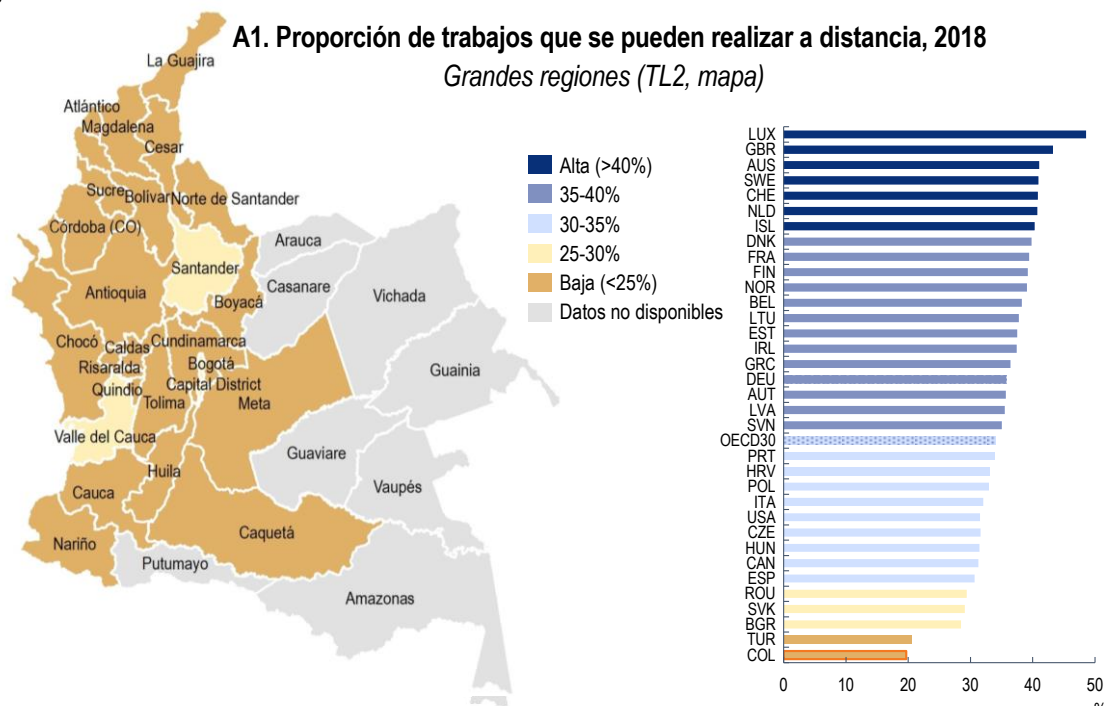 A1. Proporción de trabajos que se pueden realizar a distancia, 2018
Grandes regiones (TL2, mapa)
La Guajira
Atlántico
Magdalena
Cesar
Sucre
Bolívar
Norte de Santander
Córdoba (CO)
Arauca
Santander
Casanare
Antioquia
Vichada
Boyacá
Chocó
Caldas
Cundinamarca
Risaralda
Bogotá
Capital District
Guainia
Quindio
Tolima
Meta
Valle del Cauca
Guaviare
Huila
Vaupés
Cauca
Caquetá
Nariño
Putumayo
Amazonas
Alta (>40%)
35-40%
30-35%
25-30%
Baja (<25%)
Datos no disponibles
LUX
GBR
AUS
SWE
CHE
NLD
ISL
DNK
FRA
FIN
NOR
BEL
LTU
EST
IRL
GRC
DEU
AUT
LVA
SVN
OECD30
PRT
HRV
POL
ITA
USA
CZE
HUN
CAN
ESP
ROU
SVK
BGR
TUR
COL
0 10 20 30 40 50
%